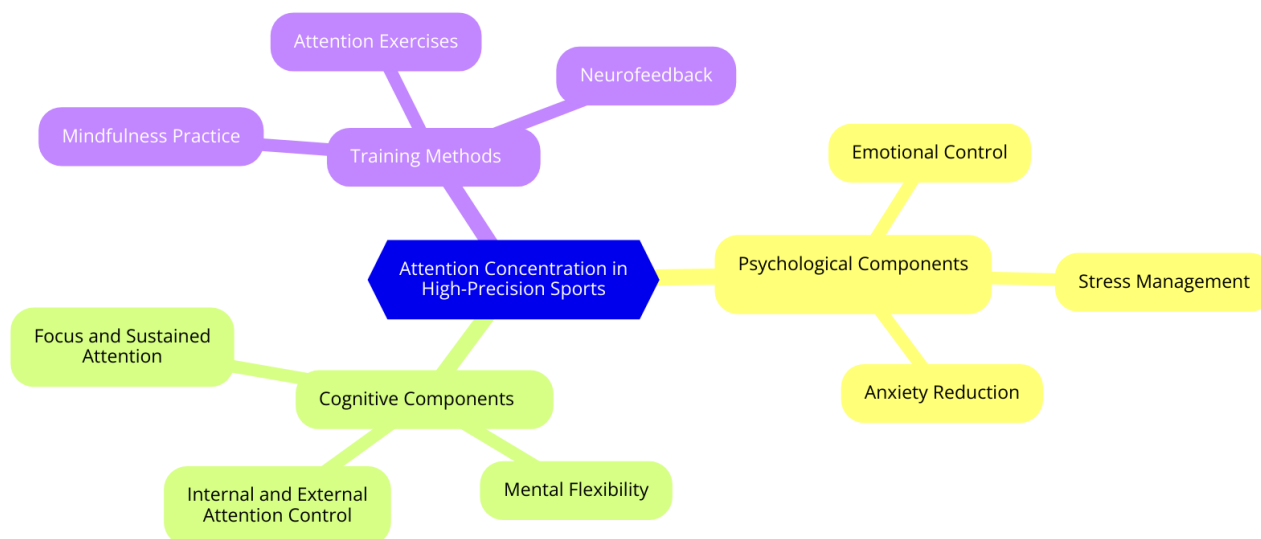 Attention Exercises
Neurofeedback
Mindfulness Practice
Training Methods
Emotional Control
Attention Concentration in
High-Precision Sports
Psychological Components
Stress Management
Anxiety Reduction
Focus and Sustained
Attention
Cognitive Components
Internal and External
Attention Control
Mental Flexibility